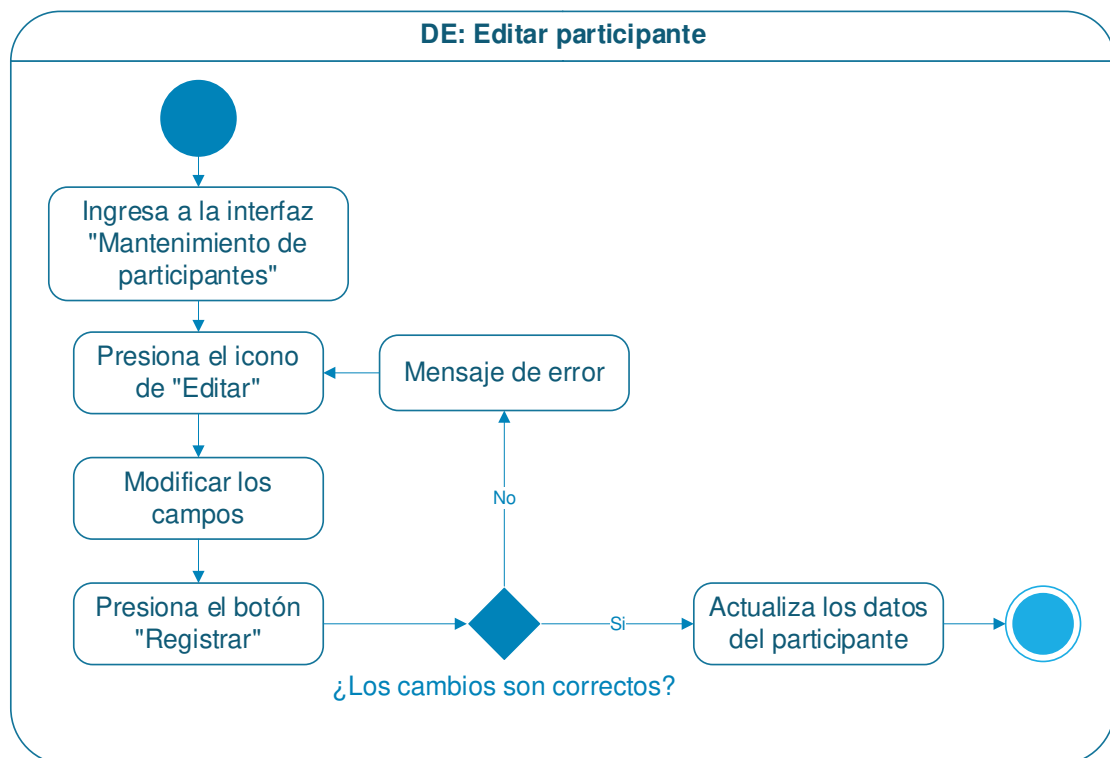 DE: Editar participante
Ingresa a la interfaz
"Mantenimiento de
participantes"
Presiona el icono
de "Editar"
Mensaje de error
Modificar los
campos
No
Presiona el botón
"Registrar"
Si
Actualiza los datos
del participante
¿Los cambios son correctos?